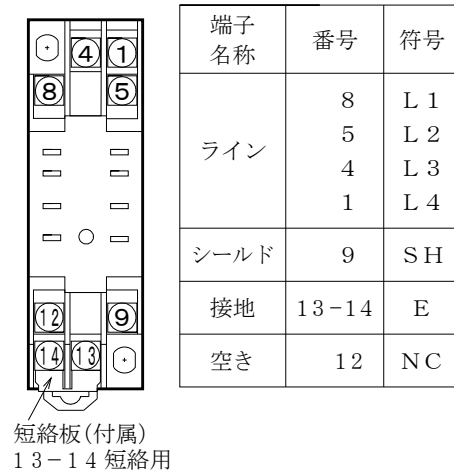 ④ ①
⑧ ⑤
⑫ ⑨
⑭ ⑬
短絡板(付属)
13-14短絡用
端子名称 番号 符号
ライン
8 L1
5 L2
4 L3
1 L4
シールド 9 SH
接地 13-14 E
空き 12 NC